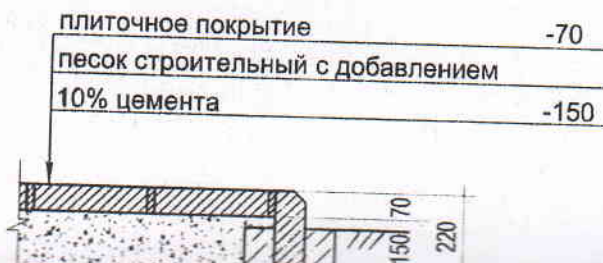 плиточное покрытие -70
песок строительный с добавлением
10% цемента -150
70
150
220